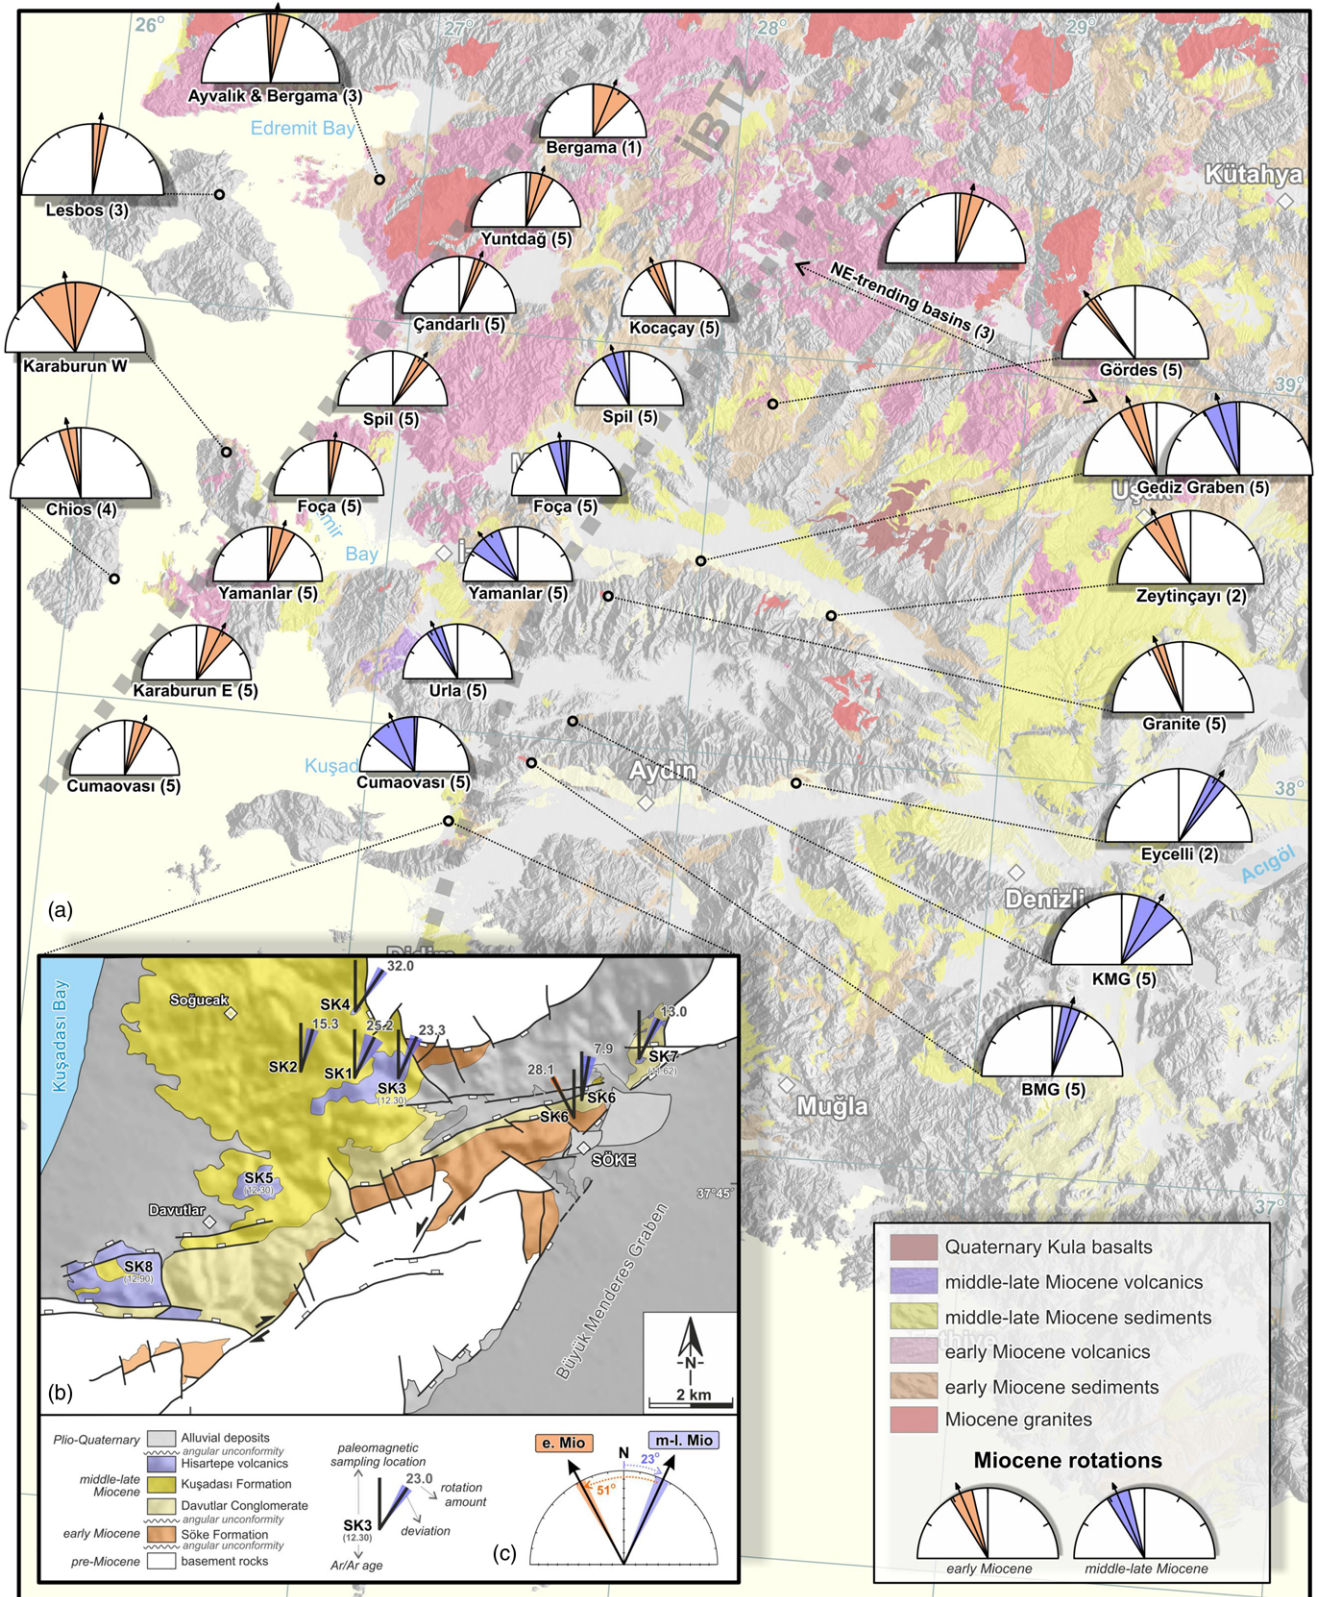 26°
27°
28°
29°
Ayvalık & Bergama (3)
Edremit Bay
Bergama (1)
İBTZ
Kütahya
Lesbos (3)
Yuntdağ (5)
NE-trending basins (3)
Çandarlı (5)
Kocaçay (5)
Karaburun W
Gördes (5)
39°
Spil (5)
Spil (5)
Chios (4)
Foça (5)
Foça (5)
Gediz Graben (5)
Bay
Yamanlar (5)
Yamanlar (5)
Zeytinçayı (2)
Karaburun E (5)
Urla (5)
Granite (5)
Cumaovası (5)
Kuşad
Cumaovası (5)
Aydın
38°
Eycelli (2)
Acıgöl
Denizli
(a)
KMG (5)
BMG (5)
Muğla
37°
Kuşadası Bay
Soğucak
SK4
32.0
15.3
25.2
23.3
13.0
SK2
SK1
SK3
(12.30)
7.9
SK7
(11.62)
28.1
SK6
SK6
SÖKE
SK5
(12.30)
37°45'
Davutlar
SK8
(12.90)
Büyük Menderes Graben
-N-
2 km
(b)
Plio-Quaternary
Alluvial deposits
angular unconformity
Hisartepe volcanics
middle-late
Miocene
Kuşadası Formation
Davutlar Conglomerate
angular unconformity
early Miocene
Söke Formation
angular unconformity
pre-Miocene
basement rocks
paleomagnetic
sampling location
23.0
rotation
amount
deviation
SK3
(12.30)
Ar/Ar age
e. Mio
N
m-l. Mio
23°
51°
(c)
Quaternary Kula basalts
middle-late Miocene volcanics
middle-late Miocene sediments
early Miocene volcanics
early Miocene sediments
Miocene granites
Miocene rotations
early Miocene
middle-late Miocene